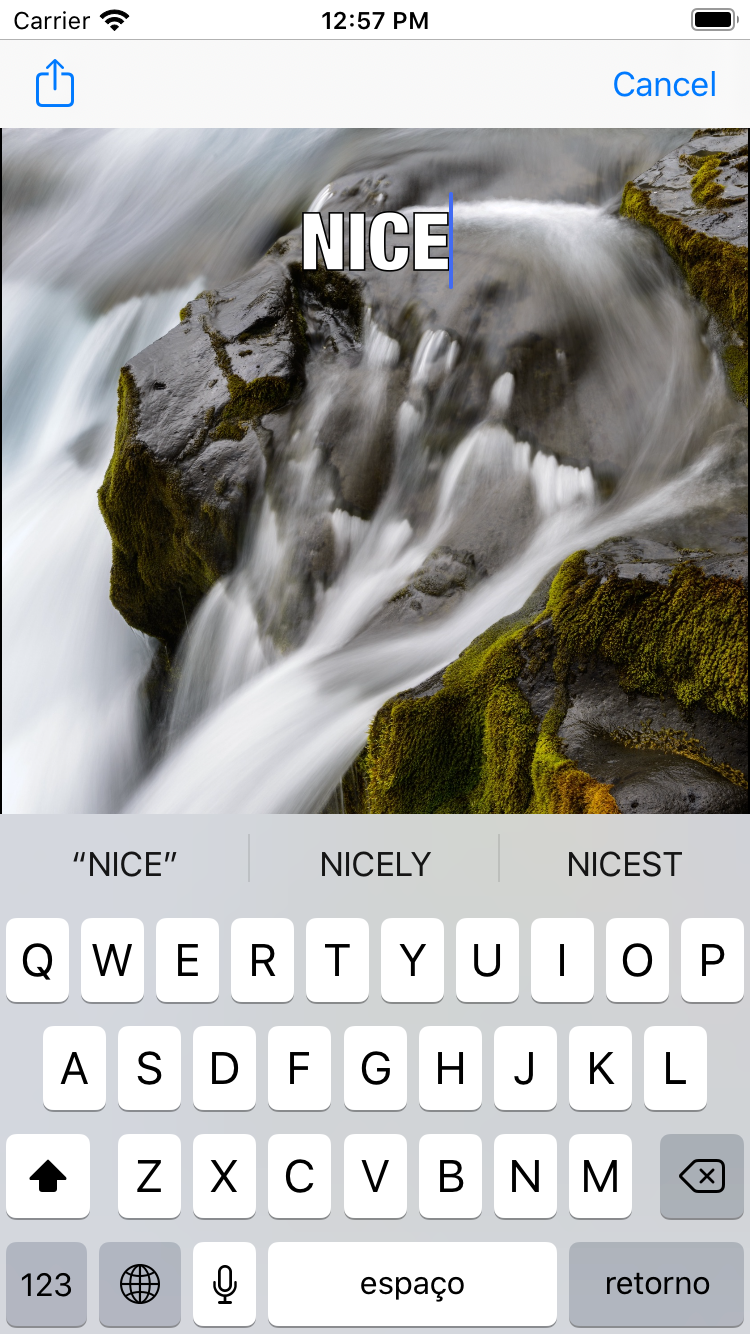 Carrier 12:57 PM
Cancel
NICE
“NICE” NICELY NICEST
Q W E R T Y U I O P
A S D F G H J K L
Z X C V B N M
123 espaço retorno